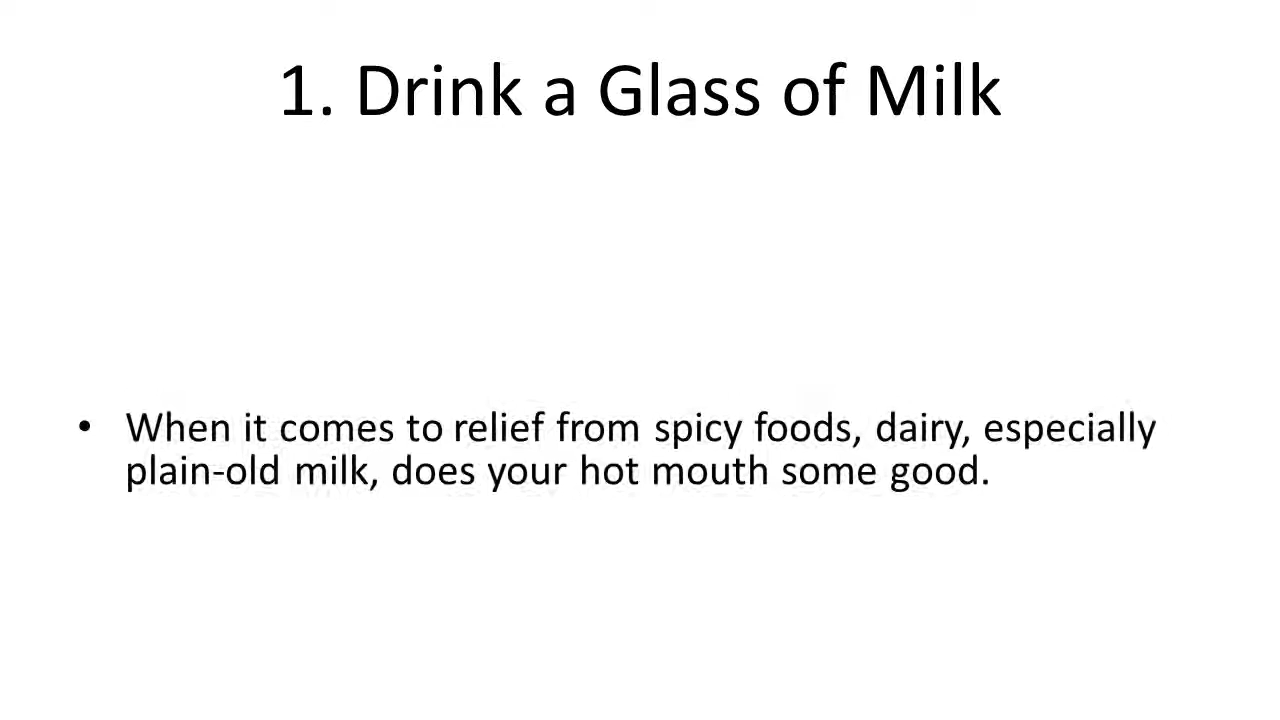 1. Drink a Glass of Milk
• When it comes to relief from spicy foods, dairy, especially
plain-old milk, does your hot mouth some good.